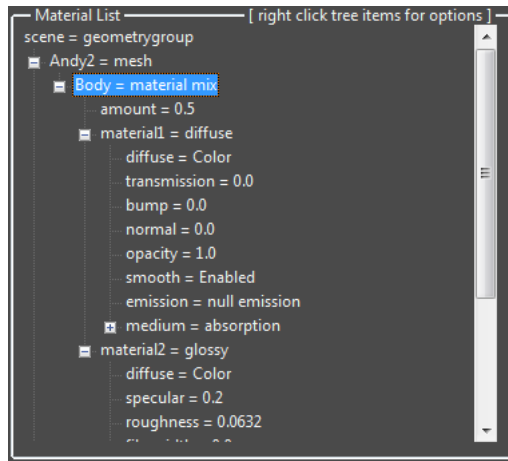 Material List [ right click tree items for options ]
scene = geometrygroup
Andy2 = mesh
Body = material mix
amount = 0.5
material1 = diffuse
diffuse = Color
transmission = 0.0
bump = 0.0
normal = 0.0
opacity = 1.0
smooth = Enabled
emission = null emission
medium = absorption
material2 = glossy
diffuse = Color
specular = 0.2
roughness = 0.0632